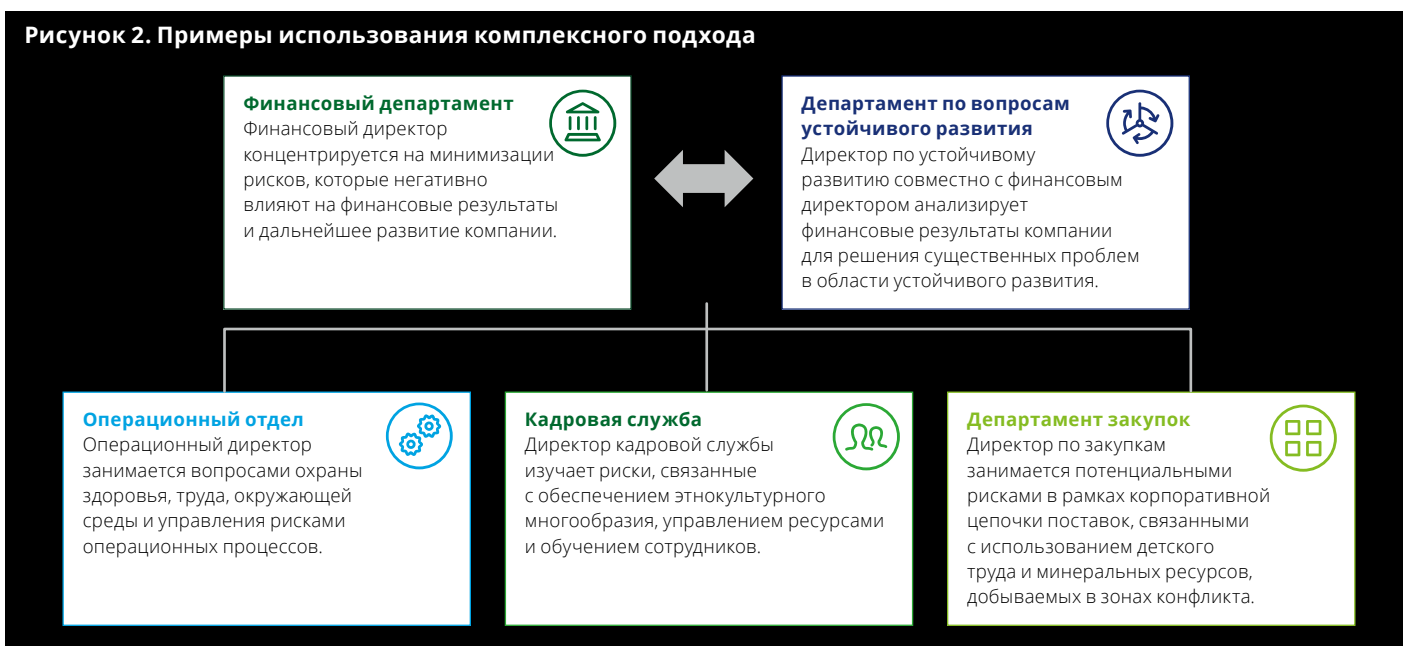 Рисунок 2. Примеры использования комплексного подхода
Финансовый департамент
Финансовый директор
концентрируется на минимизации
рисков, которые негативно
влияют на финансовые результаты
и дальнейшее развитие компании.
Департамент по вопросам
устойчивого развития
Директор по устойчивому
развитию совместно с финансовым
директором анализирует
финансовые результаты компании
для решения существенных проблем
в области устойчивого развития.
Операционный отдел
Операционный директор
занимается вопросами охраны
здоровья, труда, окружающей
среды и управления рисками
операционных процессов.
Кадровая служба
Директор кадровой службы
изучает риски, связанные
с обеспечением этнокультурного
многообразия, управлением ресурсами
и обучением сотрудников.
Департамент закупок
Директор по закупкам
занимается потенциальными
рисками в рамках корпоративной
цепочки поставок, связанными
с использованием детского
труда и минеральных ресурсов,
добываемых в зонах конфликта.